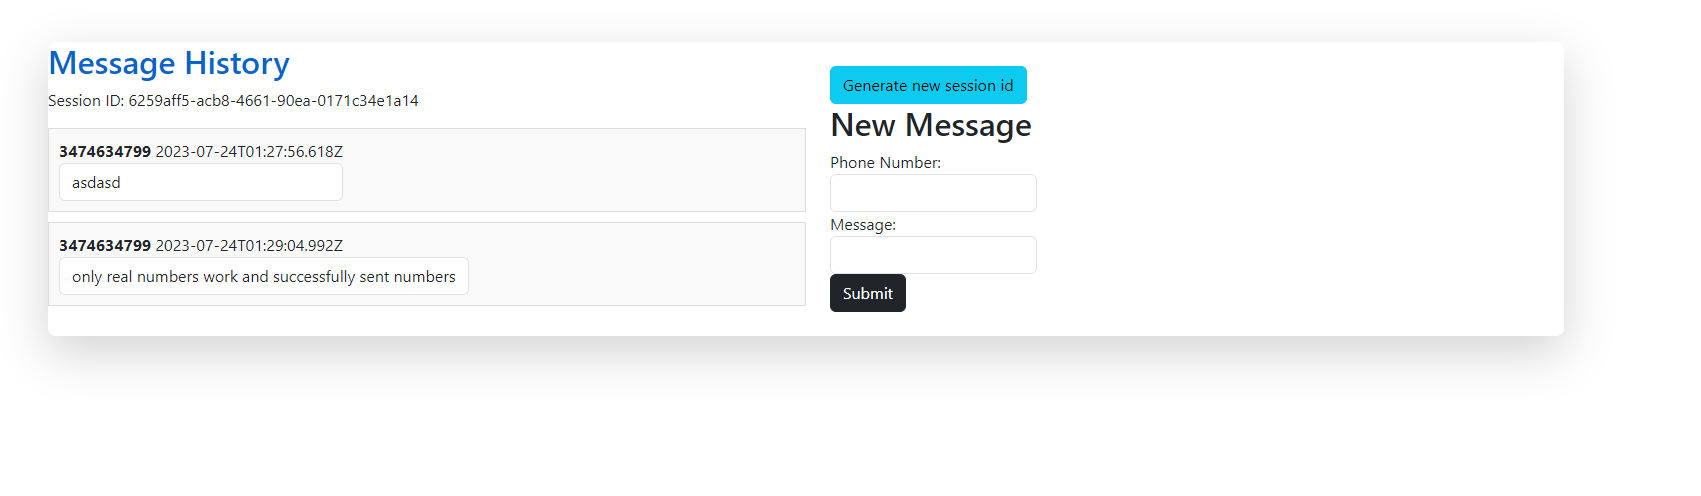 Message History
Session ID: 6259aff5-acb8-4661-90ea-0171c34e1a14
3474634799 2023-07-24T01:27:56.618Z
asdasd
3474634799 2023-07-24T01:29:04.992Z
only real numbers work and successfully sent numbers
Generate new session id
New Message
Phone Number:
Message:
Submit